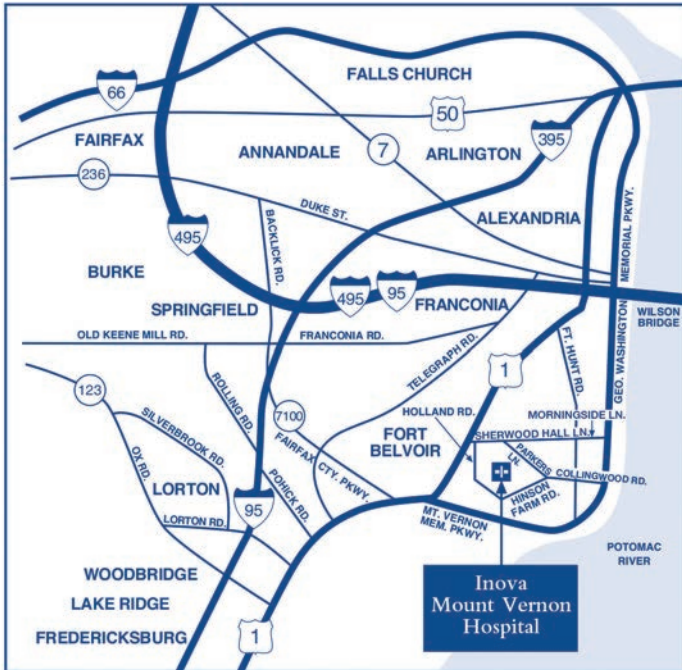 FALLS CHURCH
66
50
FAIRFAX
395
ANNANDALE
7
ARLINGTON
236
DUKE ST.
BACKLICK RD.
ALEXANDRIA
GEO. WASHINGTON MEMORIAL PKWY.
495
BURKE
495
95
SPRINGFIELD
FRANCONIA
WILSON
BRIDGE
OLD KEENE MILL RD.
FRANCONIA RD.
TELEGRAPH RD.
FT. HUNT RD.
1
123
ROLLING RD.
HOLLAND RD.
MORNINGSIDE LN.
SILVERBROOK RD.
7100
FAIRFAX CTY. PKWY.
FORT
BELVOIR
SHERWOOD HALL LN.
PARKERS
LN.
COLLINGWOOD RD.
OX RD.
POHICK RD.
LORTON
HINSON
FARM RD.
95
LORTON RD.
MT. VERNON
MEM. PKWY.
POTOMAC
RIVER
WOODBRIDGE
LAKE RIDGE
FREDERICKSBURG
1
Inova
Mount Vernon
Hospital